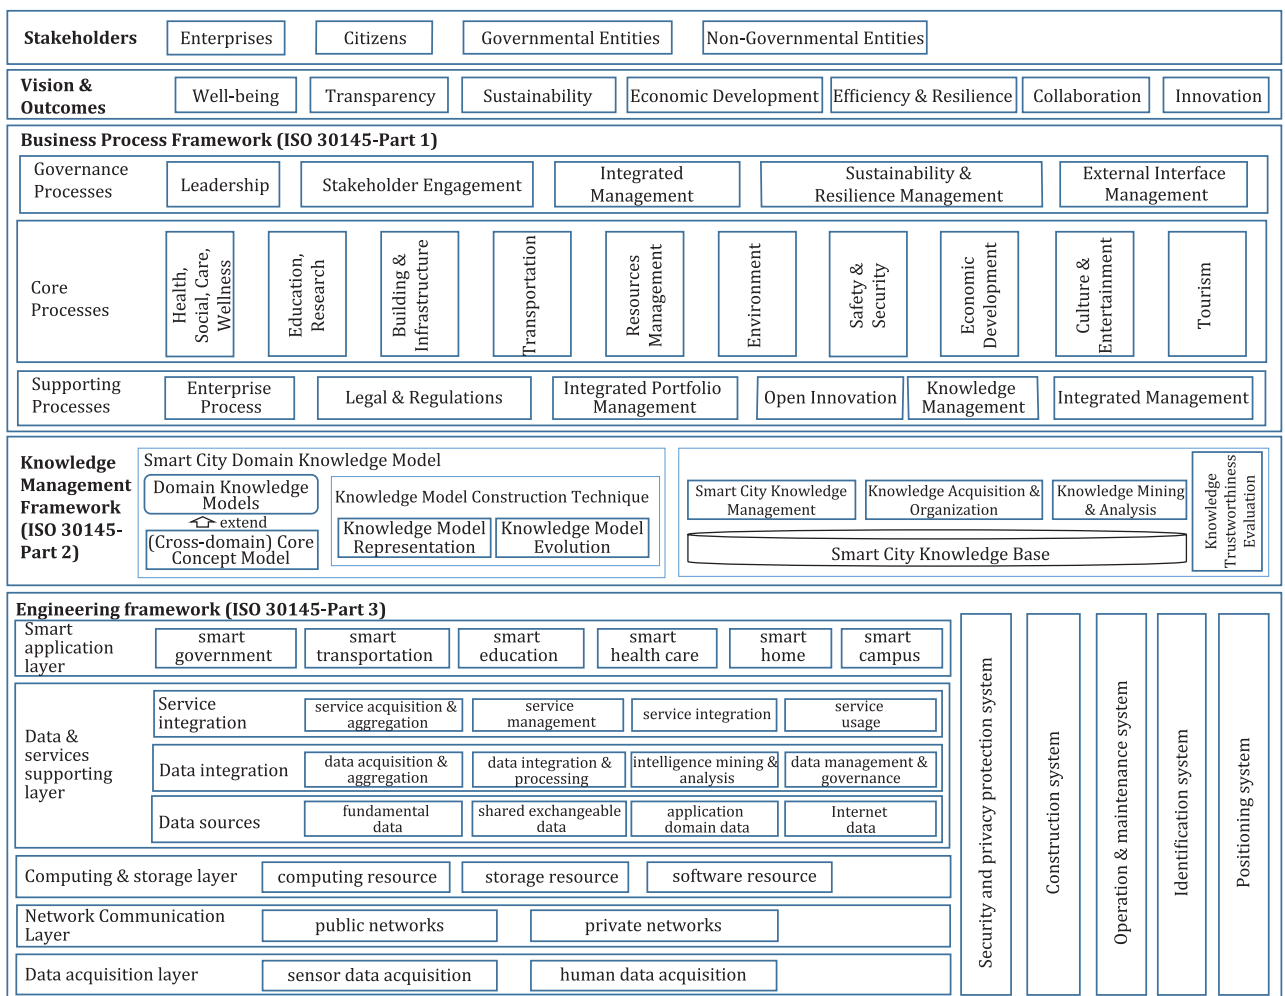 Stakeholders
Enterprises
Citizens
Governmental Entities
Non-Governmental Entities
Vision &
Outcomes
Well-being
Transparency
Sustainability
Economic Development
Efficiency & Resilience
Collaboration
Innovation
Business Process Framework (ISO 30145-Part 1)
Governance
Processes
Leadership
Stakeholder Engagement
Integrated
Management
Sustainability &
Resilience Management
External Interface
Management
Core
Processes
Health,
Social, Care,
Wellness
Education,
Research
Building &
Infrastructure
Transportation
Resources
Management
Environment
Safety &
Security
Economic
Development
Culture &
Entertainment
Tourism
Supporting
Processes
Enterprise
Process
Legal & Regulations
Integrated Portfolio
Management
Open Innovation
Knowledge
Management
Integrated Management
Knowledge
Management
Framework
(ISO 30145-
Part 2)
Smart City Domain Knowledge Model
Domain Knowledge
Models
extend
(Cross-domain) Core
Concept Model
Knowledge Model Construction Technique
Knowledge Model
Representation
Knowledge Model
Evolution
Smart City Knowledge
Management
Knowledge Acquisition &
Organization
Knowledge Mining
& Analysis
Smart City Knowledge Base
Knowledge
Trustworthiness
Evaluation
Engineering framework (ISO 30145-Part 3)
Smart
application
layer
smart
government
smart
transportation
smart
education
smart
health care
smart
home
smart
campus
Data &
services
supporting
layer
Service
integration
service acquisition &
aggregation
service
management
service integration
service
usage
Data integration
data acquisition &
aggregation
data integration &
processing
intelligence mining &
analysis
data management &
governance
Data sources
fundamental
data
shared exchangeable
data
application
domain data
Internet
data
Computing & storage layer
computing resource
storage resource
software resource
Network Communication
Layer
public networks
private networks
Data acquisition layer
sensor data acquisition
human data acquisition
Security and privacy protection system
Construction system
Operation & maintenance system
Identification system
Positioning system